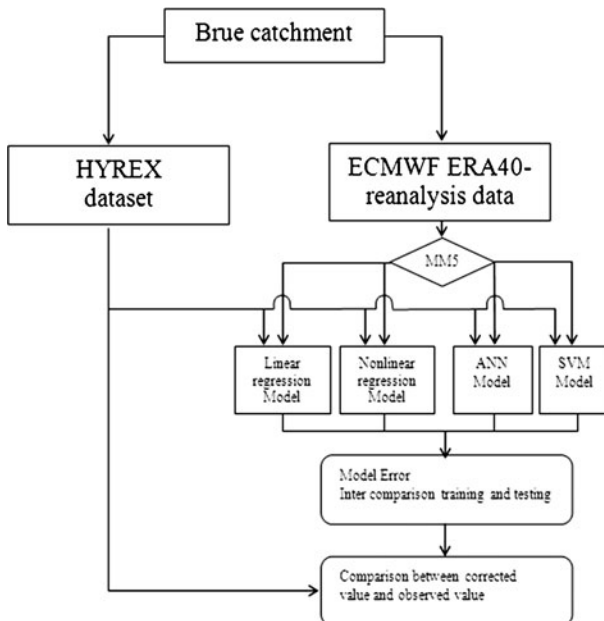 Brue catchment
HYREX
dataset
ECMWF ERA40-
reanalysis data
MM5
Linear
regression
Model
Nonlinear
regression
Model
ANN
Model
SVM
Model
Model Error
Inter comparison training and testing
Comparison between corrected
value and observed value